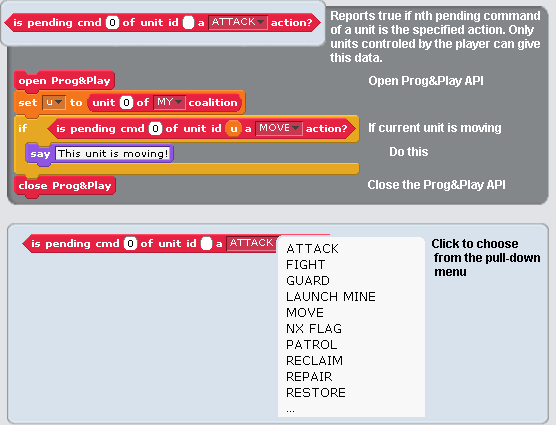 is pending cmd 0 of unit id a ATTACK action?
Reports true if nth pending command
of a unit is the specified action. Only
units controled by the player can give
this data.
open Prog&Play
Open Prog&Play API
set u to unit 0 of MY coalition
if is pending cmd 0 of unit id u a MOVE action?
If current unit is moving
say This unit is moving!
Do this
close Prog&Play
Close the Prog&Play API
is pending cmd 0 of unit id a ATTACK
Click to choose
from the pull-down
menu
ATTACK
FIGHT
GUARD
LAUNCH MINE
MOVE
NX FLAG
PATROL
RECLAIM
REPAIR
RESTORE
...